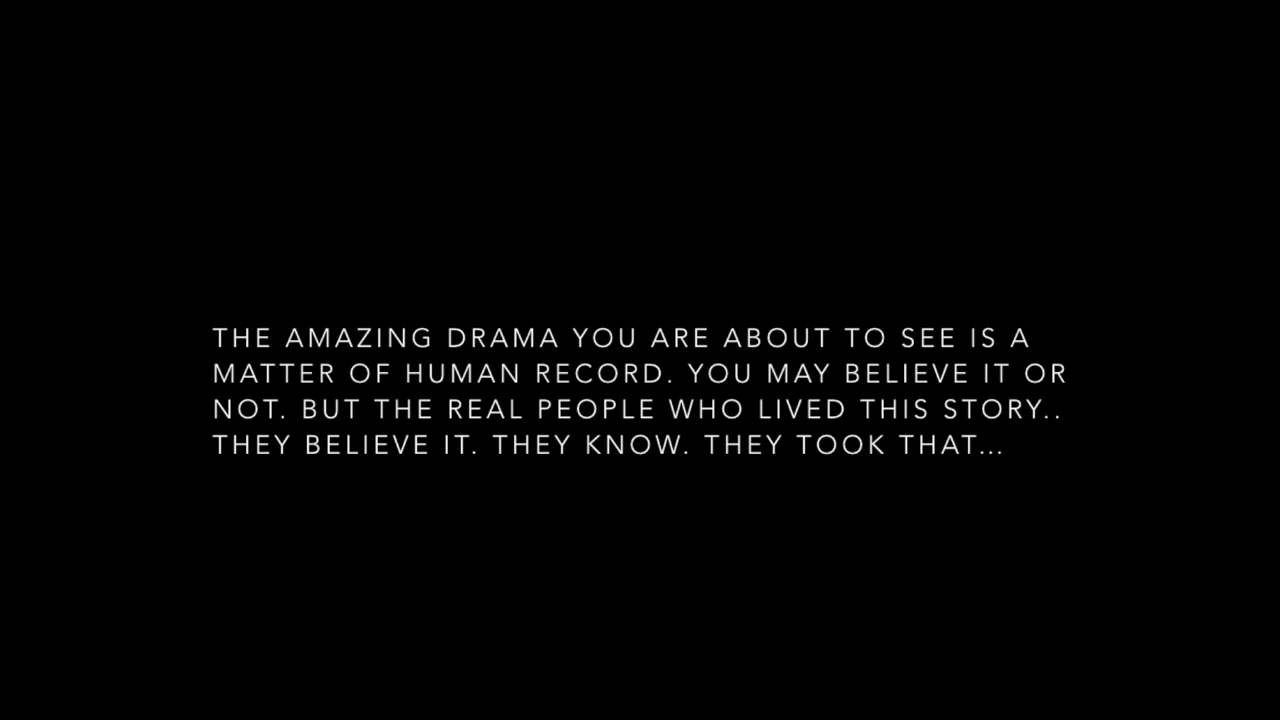 THE AMAZING DRAMA YOU ARE ABOUT TO SEE IS A
MATTER OF HUMAN RECORD. YOU MAY BELIEVE IT OR
NOT. BUT THE REAL PEOPLE WHO LIVED THIS STORY..
THEY BELIEVE IT. THEY KNOW. THEY TOOK THAT...